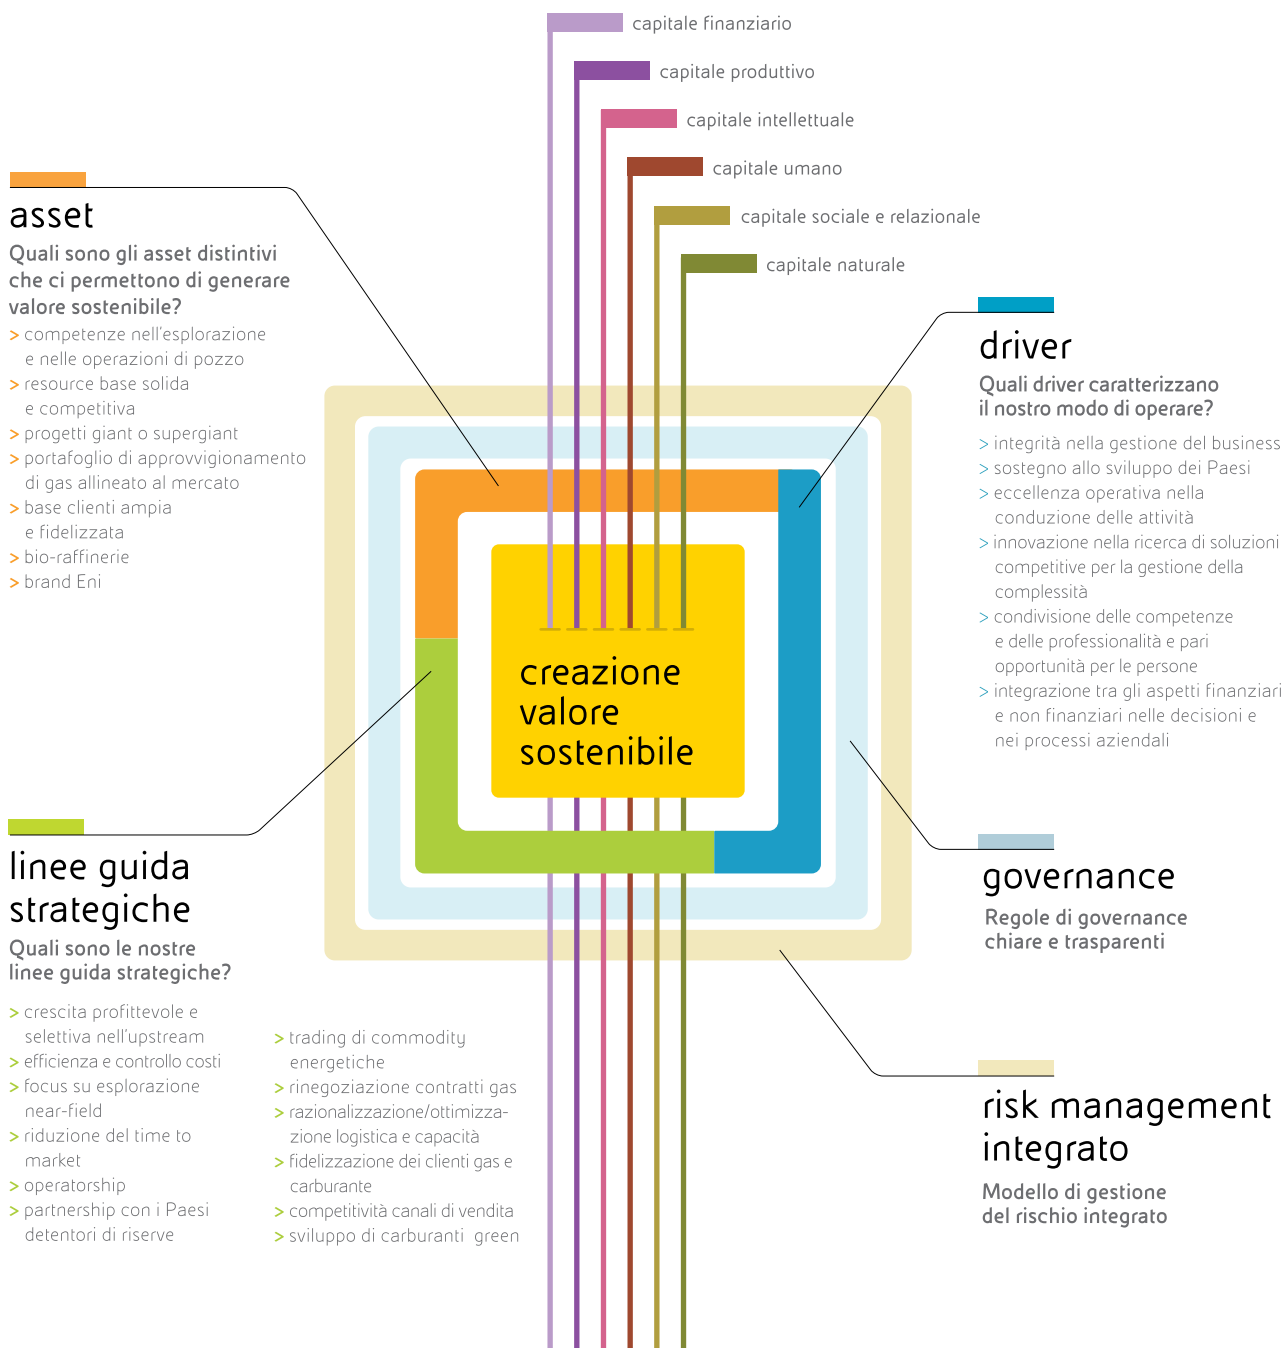 capitale finanziario
capitale produttivo
capitale intellettuale
capitale umano
capitale sociale e relazionale
capitale naturale
asset
Quali sono gli asset distintivi
che ci permettono di generare
valore sostenibile?
> competenze nell'esplorazione
e nelle operazioni di pozzo
> resource base solida
e competitiva
> progetti giant o supergiant
> portafoglio di approvvigionamento
di gas allineato al mercato
> base clienti ampia
e fidelizzata
> bio-raffinerie
> brand Eni
driver
Quali driver caratterizzano
il nostro modo di operare?
> integrità nella gestione del business
> sostegno allo sviluppo dei Paesi
> eccellenza operativa nella
conduzione delle attività
> innovazione nella ricerca di soluzioni
competitive per la gestione della
complessità
> condivisione delle competenze
e delle professionalità e pari
opportunità per le persone
> integrazione tra gli aspetti finanziari
e non finanziari nelle decisioni e
nei processi aziendali
creazione
valore
sostenibile
linee guida
strategiche
Quali sono le nostre
linee guida strategiche?
> crescita profittevole e
selettiva nell'upstream
> efficienza e controllo costi
> focus su esplorazione
near-field
> riduzione del time to
market
> operatorship
> partnership con i Paesi
detentori di riserve
> trading di commodity
energetiche
> rinegoziazione contratti gas
> razionalizzazione/ottimizza-
zione logistica e capacità
> fidelizzazione dei clienti gas e
carburante
> competitività canali di vendita
> sviluppo di carburanti green
governance
Regole di governance
chiare e trasparenti
risk management
integrato
Modello di gestione
del rischio integrato